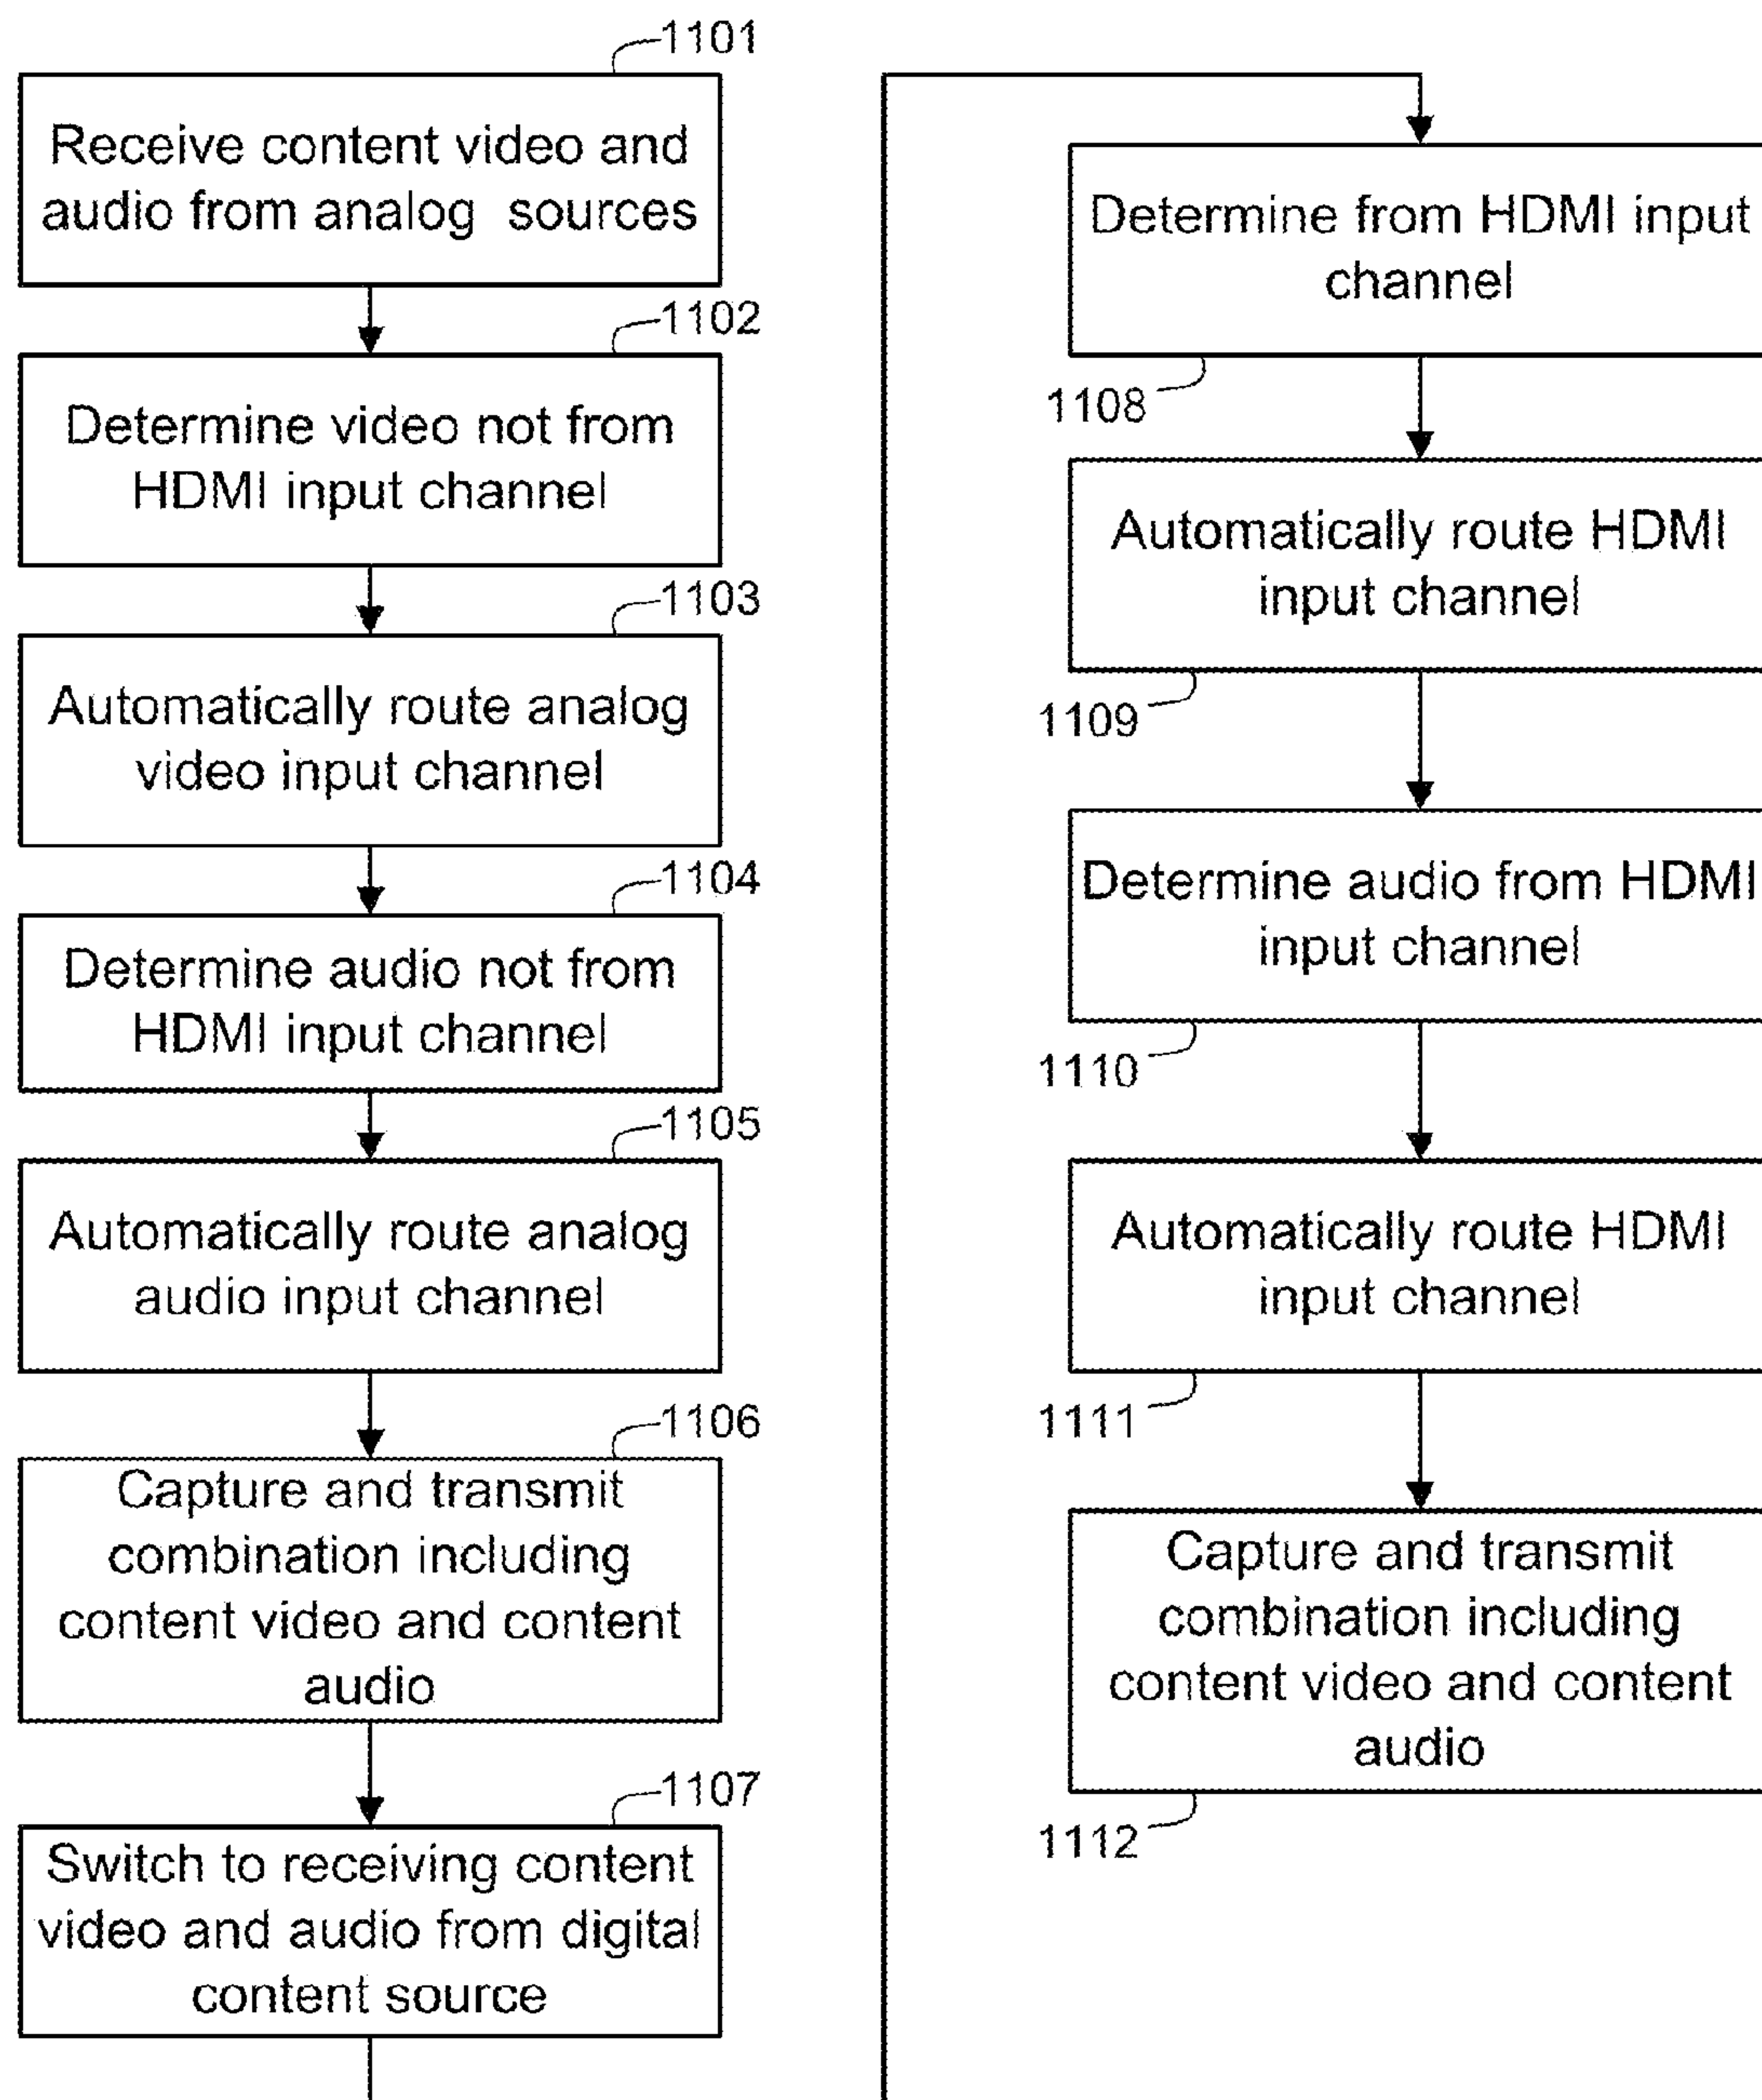 1101
Receive content video and
audio from analog sources
1102
Determine video not from
HDMI input channel
1103
Automatically route analog
video input channel
1104
Determine audio not from
HDMI input channel
1105
Automatically route analog
audio input channel
1106
Capture and transmit
combination including
content video and content
audio
1107
Switch to receiving content
video and audio from digital
content source
Determine from HDMI input
channel
1108
Automatically route HDMI
input channel
1109
Determine audio from HDMI
input channel
1110
Automatically route HDMI
input channel
1111
Capture and transmit
combination including
content video and content
audio
1112